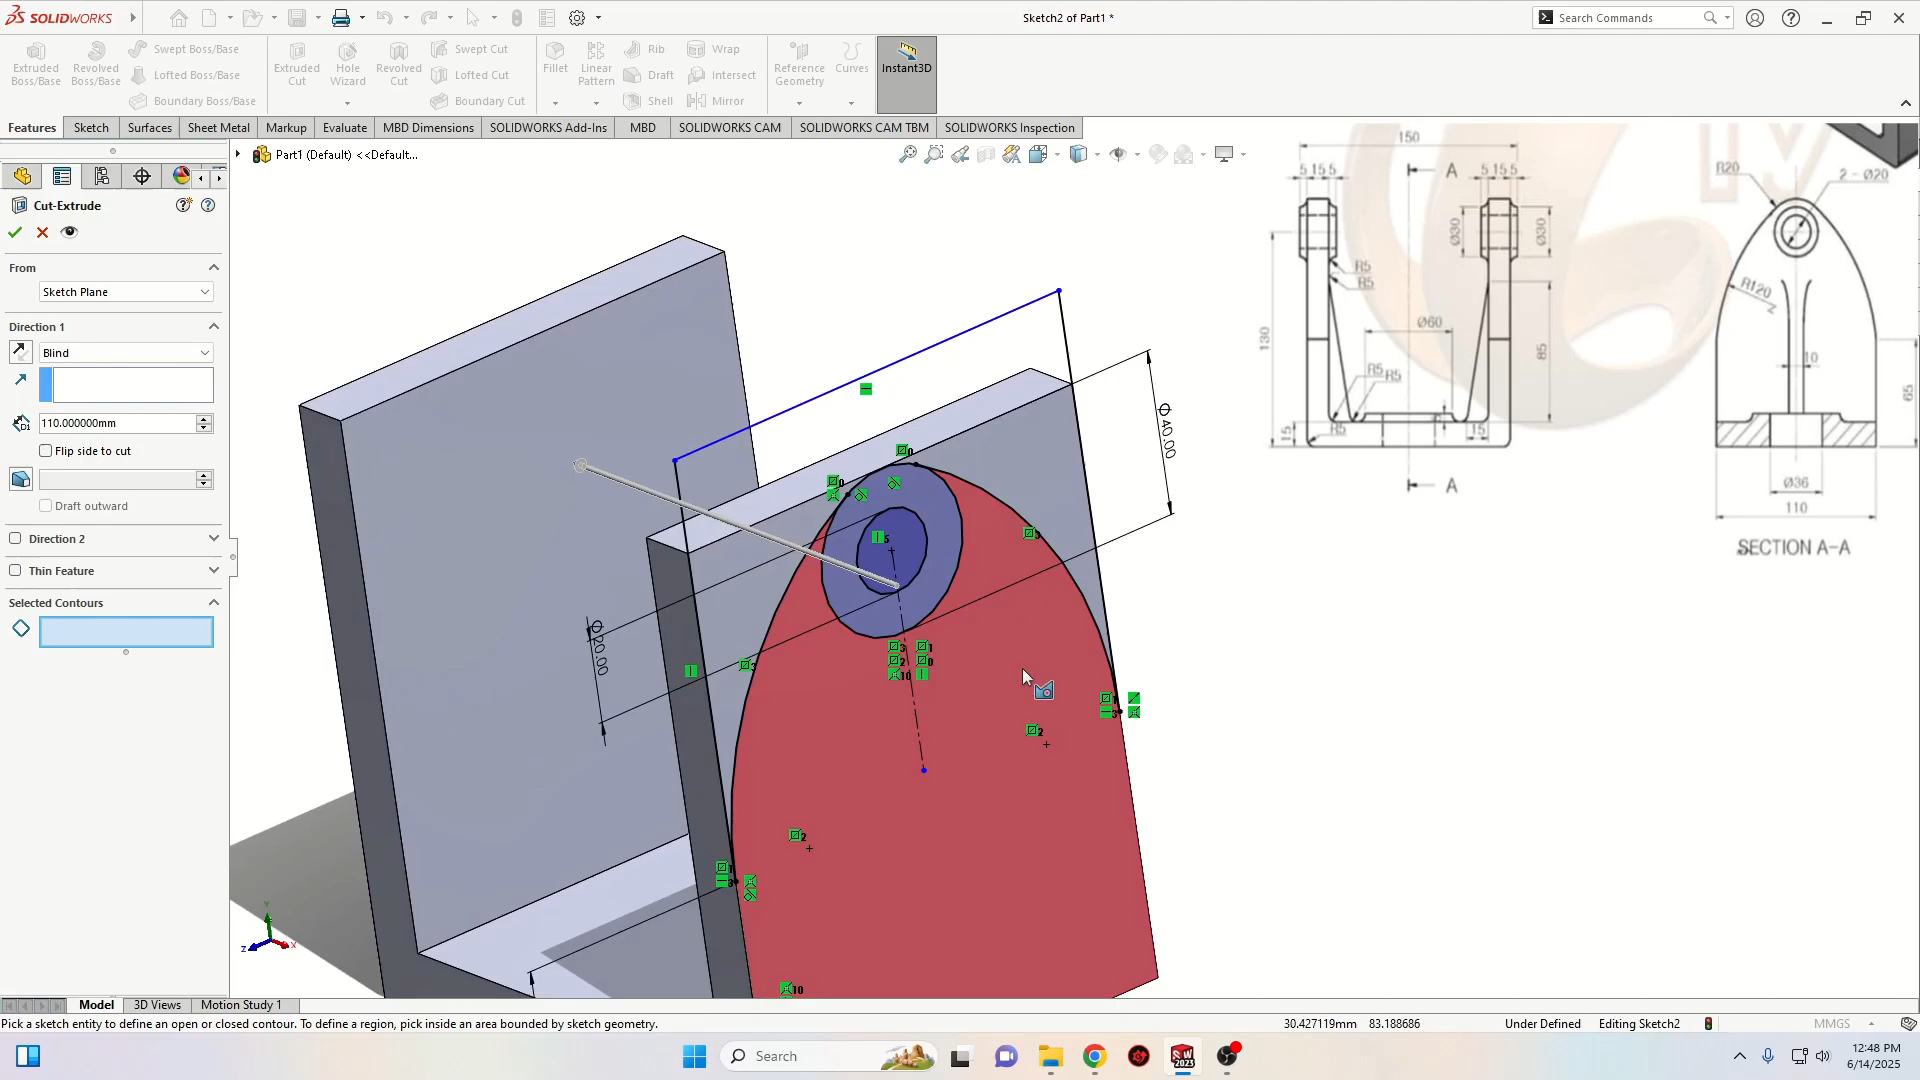 SOLIDWORKS
Sketch2 of Part1 *
Search Commands
Extruded Boss/Base
Revolved Boss/Base
Swept Boss/Base
Lofted Boss/Base
Boundary Boss/Base
Extruded Cut
Hole Wizard
Revolved Cut
Swept Cut
Lofted Cut
Boundary Cut
Fillet
Linear Pattern
Rib
Draft
Shell
Wrap
Intersect
Mirror
Reference Geometry
Curves
Instant3D
Features
Sketch
Surfaces
Sheet Metal
Markup
Evaluate
MBD Dimensions
SOLIDWORKS Add-Ins
MBD
SOLIDWORKS CAM
SOLIDWORKS CAM TBM
SOLIDWORKS Inspection
Part1 (Default) <<Default...
Cut-Extrude
From
Sketch Plane
Direction 1
Blind
110.000000mm
Flip side to cut
Draft outward
Direction 2
Thin Feature
Selected Contours
Φ40.00
Φ20.00
150
5 15 5
A
5 15 5
Ø30
Ø30
R5
R5
130
Ø60
85
R5 R5
15
R5
15
A
R20
2 - Ø20
R120
10
65
Ø36
110
SECTION A-A
Y
Z
X
Model
3D Views
Motion Study 1
Pick a sketch entity to define an open or closed contour. To define a region, pick inside an area bounded by sketch geometry.
30.427119mm
83.188686
Under Defined
Editing Sketch2
MMGS
Search
12:48 PM
6/14/2025